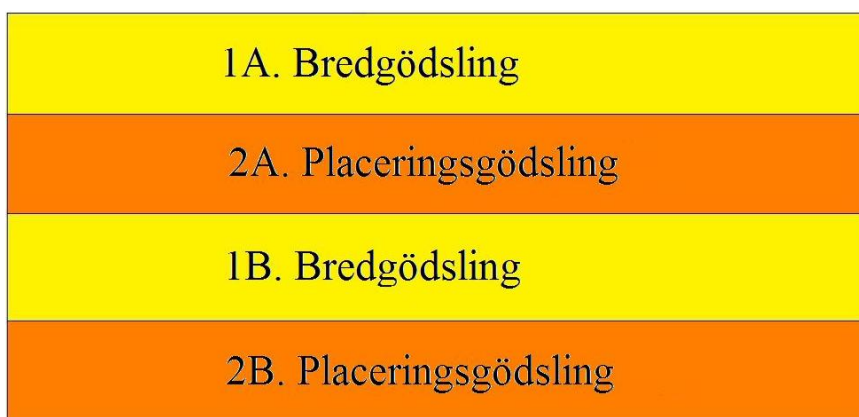 1A. Bredgödsling
2A. Placeringsgödsling
1B. Bredgödsling
2B. Placeringsgödsling